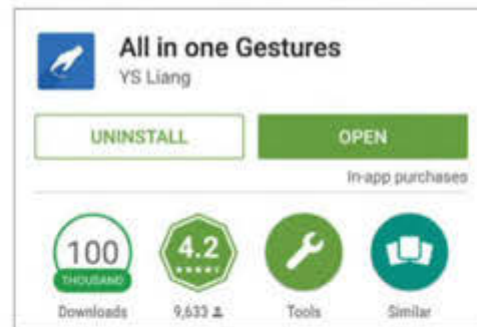 All in one Gestures
YS Liang
UNINSTALL
OPEN
In-app purchases
100
THOUSAND
Downloads
4.2
9,633
Tools
Similar